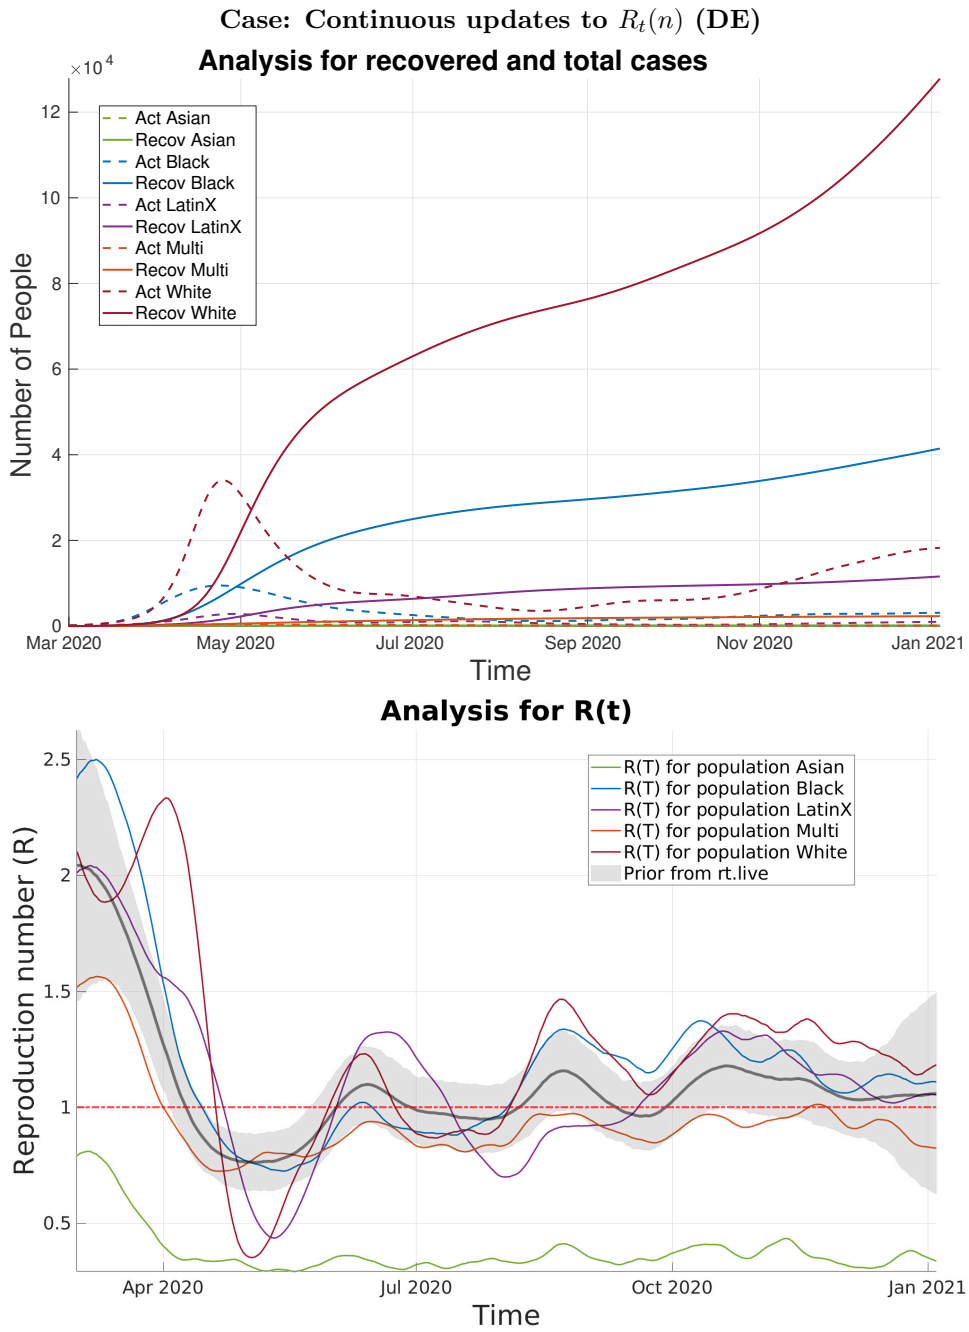 Case: Continuous updates to R_t(n) (DE)
Analysis for recovered and total cases
×10^4
12
10
8
6
4
2
0
Number of People
Act Asian
Recov Asian
Act Black
Recov Black
Act LatinX
Recov LatinX
Act Multi
Recov Multi
Act White
Recov White
Mar 2020 May 2020 Jul 2020 Sep 2020 Nov 2020 Jan 2021
Time
Analysis for R(t)
2.5
2
1.5
1
0.5
Reproduction number (R)
R(T) for population Asian
R(T) for population Black
R(T) for population LatinX
R(T) for population Multi
R(T) for population White
Prior from rt.live
Apr 2020 Jul 2020 Oct 2020 Jan 2021
Time